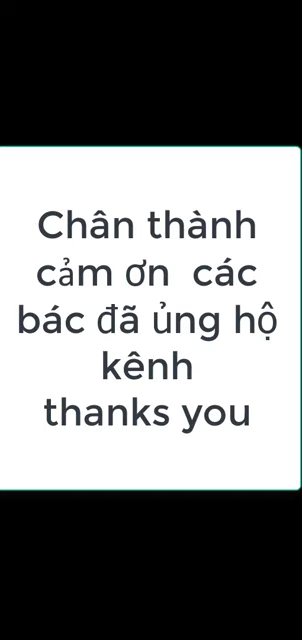 Chân thành
cảm ơn  các
bác đã ủng hộ
kênh
thanks you